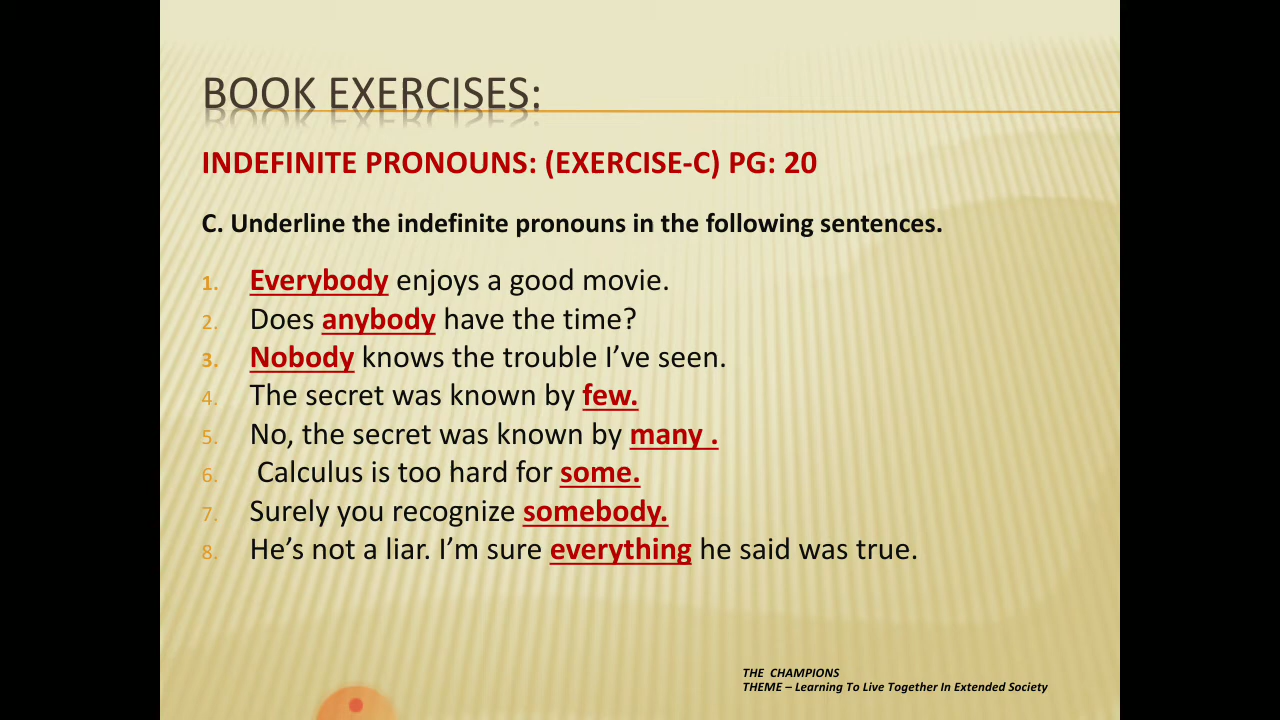 BOOK EXERCISES:
INDEFINITE PRONOUNS: (EXERCISE-C) PG: 20
C. Underline the indefinite pronouns in the following sentences.
1. Everybody enjoys a good movie.
2. Does anybody have the time?
3. Nobody knows the trouble I’ve seen.
4. The secret was known by few.
5. No, the secret was known by many .
6. Calculus is too hard for some.
7. Surely you recognize somebody.
8. He’s not a liar. I’m sure everything he said was true.
THE CHAMPIONS
THEME – Learning To Live Together In Extended Society